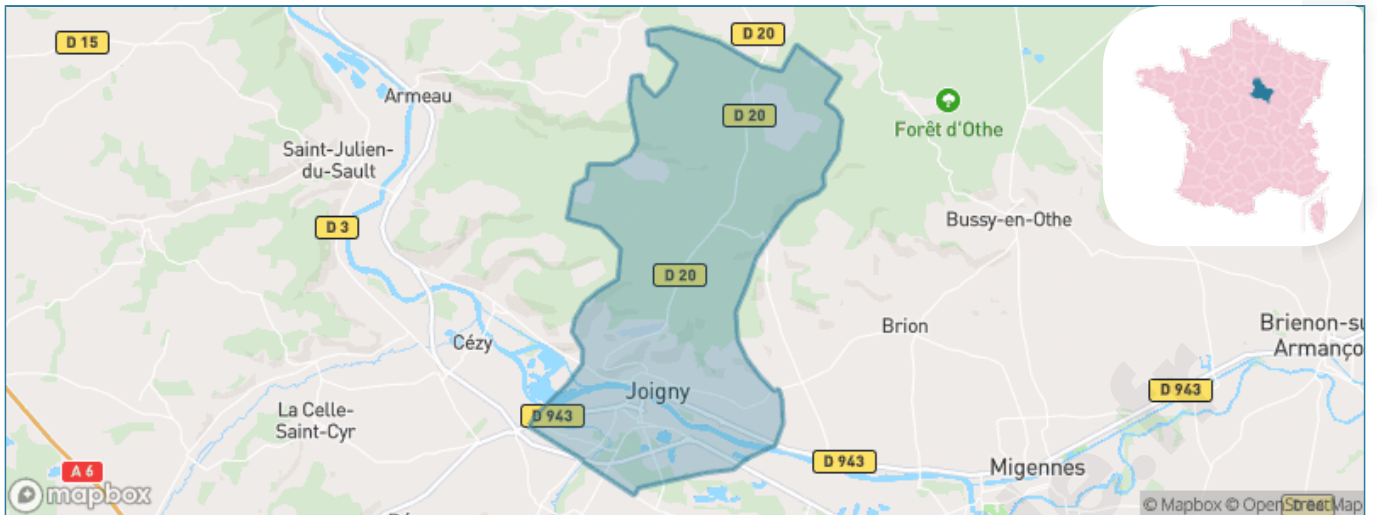 D 15
D 20
Armeau
D 20
Forêt d'Othe
Saint-Julien-
du-Sault
D 3
Bussy-en-Othe
D 20
Brion
Cézy
Brienon-su
Armanço
Joigny
D 943
La Celle-
Saint-Cyr
D 943
D 943
A 6
Migennes
mapbox
© Mapbox © OpenStreetMap